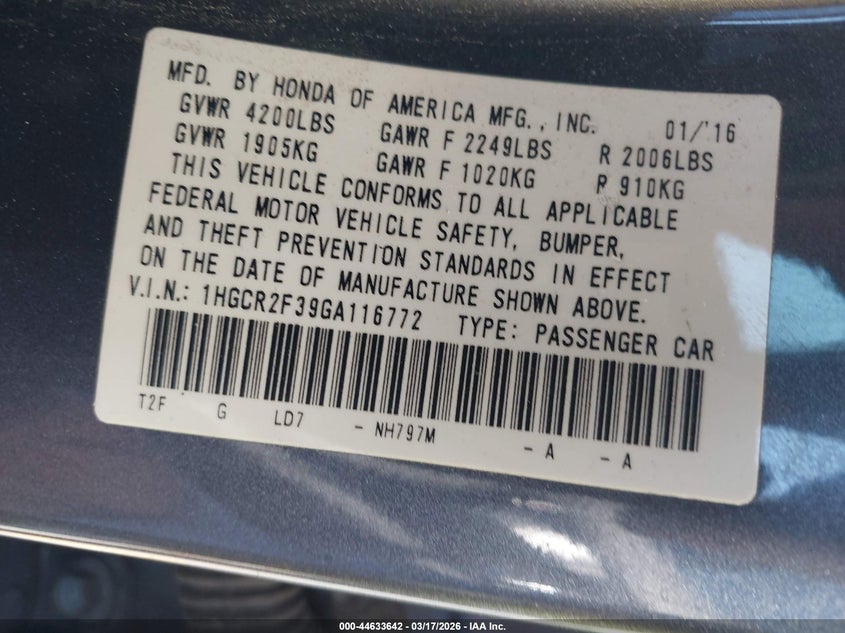 MFD. BY HONDA OF AMERICA MFG., INC. 01/'16
GVWR 4200LBS GAWR F 2249LBS R 2006LBS
GVWR 1905KG GAWR F 1020KG R 910KG
THIS VEHICLE CONFORMS TO ALL APPLICABLE
FEDERAL MOTOR VEHICLE SAFETY, BUMPER,
AND THEFT PREVENTION STANDARDS IN EFFECT
ON THE DATE OF MANUFACTURE SHOWN ABOVE.
V.I.N.: 1HGCR2F39GA116772 TYPE: PASSENGER CAR
T2F G LD7 - NH797M - A - A
000-44633642 - 03/17/2026 - IAA Inc.